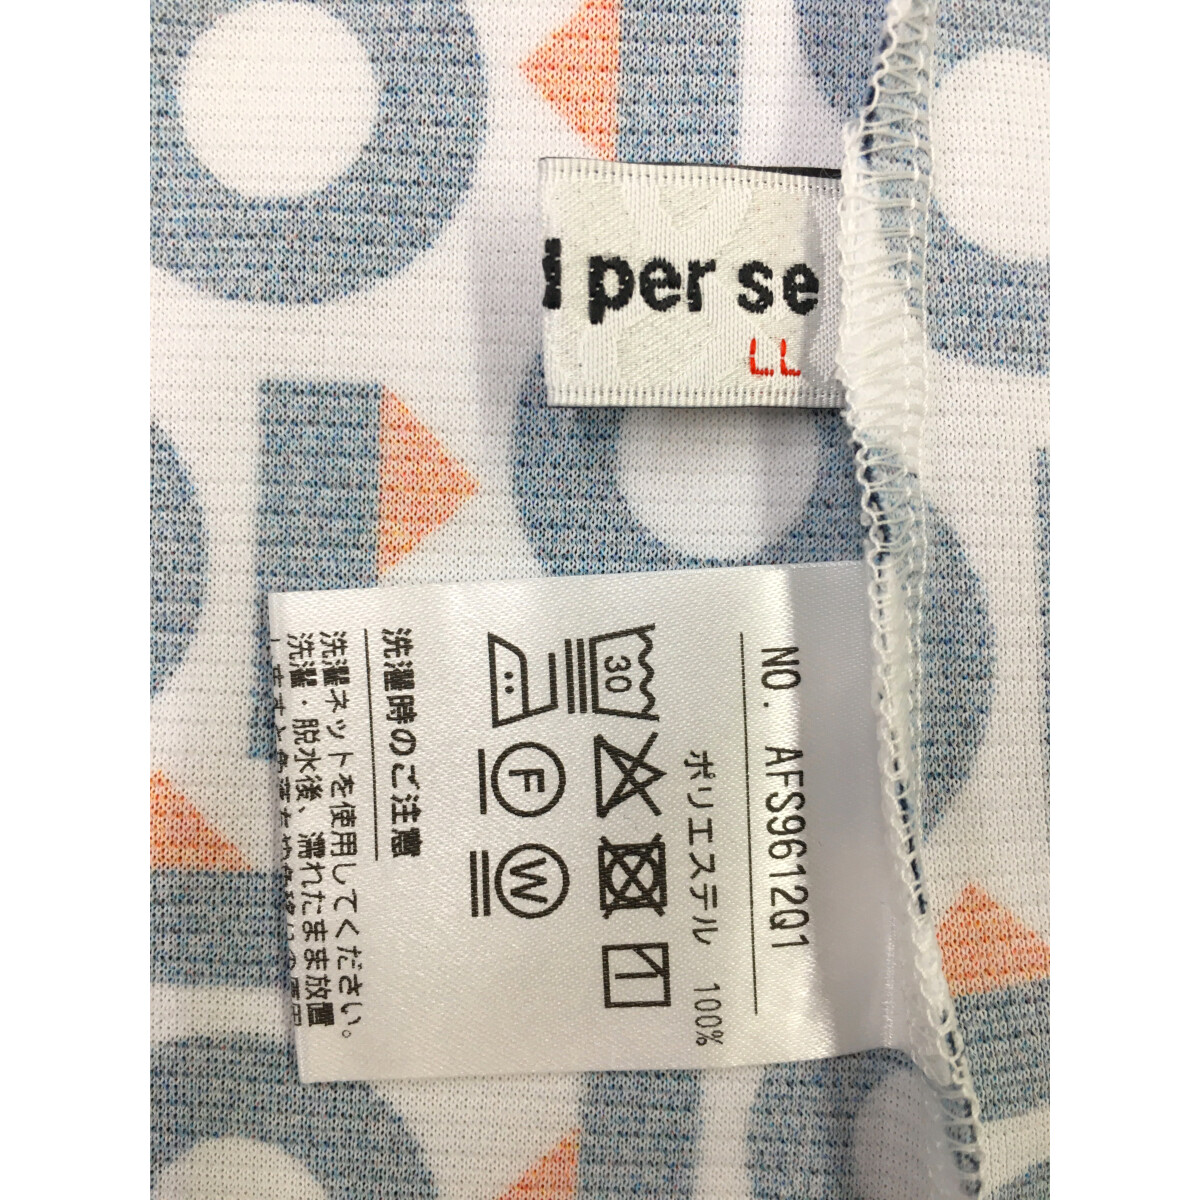 per se
LL
NO. AFS9612Q1
ポリエステル 100%
30
F
W
洗濯時のご注意
洗濯ネットを使用してください。
洗濯・脱水後、濡れたまま放置